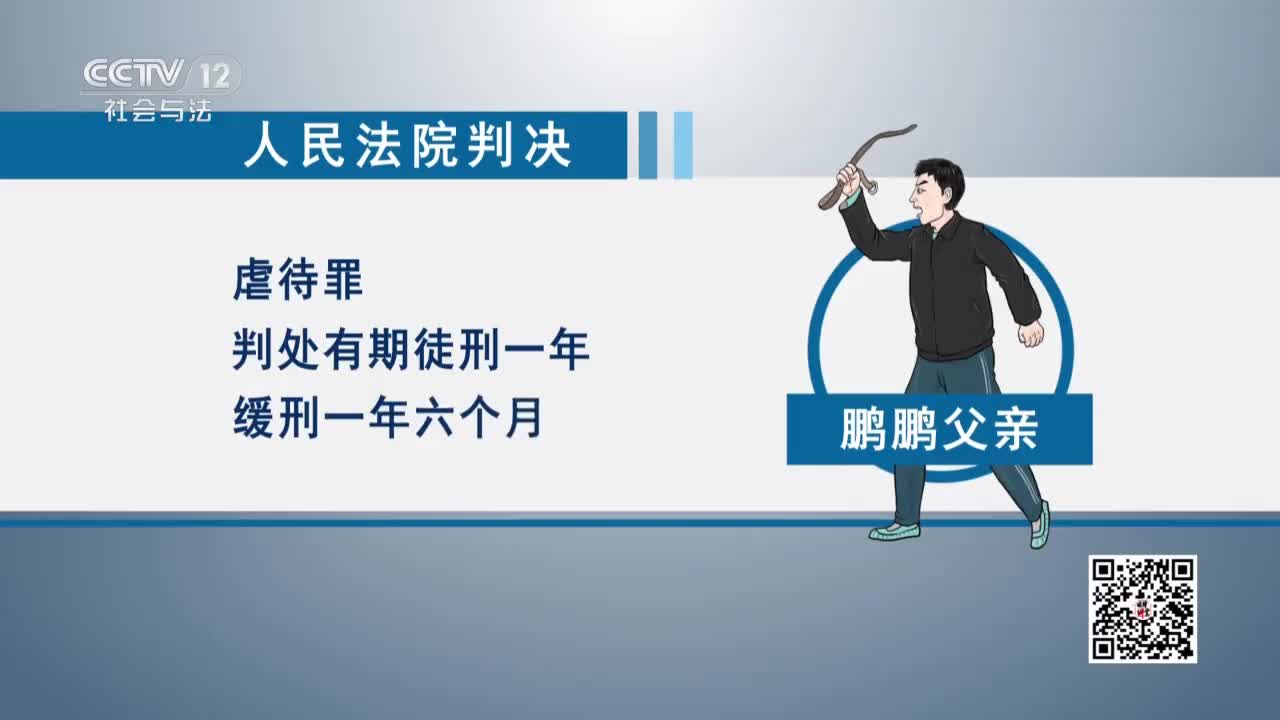 CCTV 12
社会与法
人民法院判决
虐待罪
判处有期徒刑一年
缓刑一年六个月
鹏鹏父亲